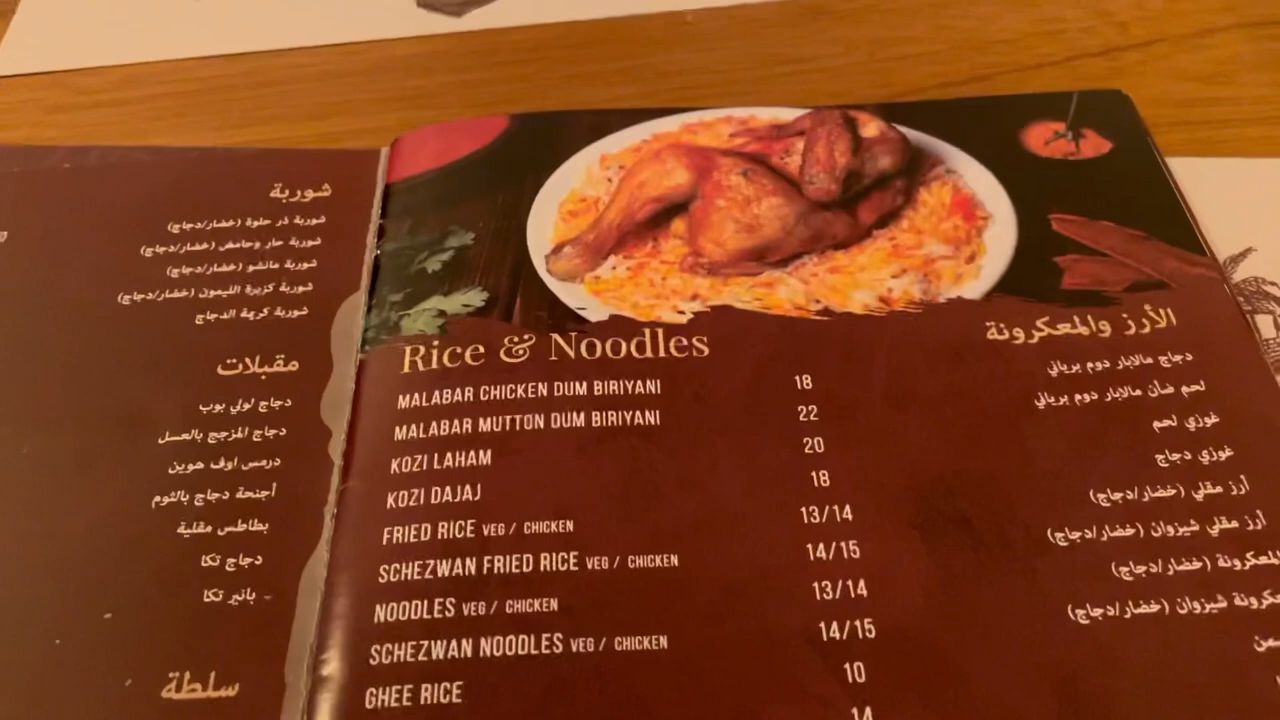 شوربة
شوربة ذر حلوة (خضار/دجاج)
شوربة حار وحامض (خضار/دجاج)
شوربة مانشو (خضار/دجاج)
شوربة كزبرة الليمون (خضار/دجاج)
شوربة كريمة الدجاج
مقبلات
دجاج لولي بوب
دجاج المزجج بالعسل
درمس اوف هوين
أجنحة دجاج بالثوم
بطاطس مقلية
دجاج تكا
بانير تكا
سلطة
Rice & Noodles الأرز والمعكرونة
MALABAR CHICKEN DUM BIRIYANI 18 دجاج مالابار دوم برياني
MALABAR MUTTON DUM BIRIYANI 22 لحم ضأن مالابار دوم برياني
KOZI LAHAM 20 غوزي لحم
KOZI DAJAJ 18 غوزي دجاج
FRIED RICE VEG / CHICKEN 13/14 أرز مقلي (خضار/دجاج)
SCHEZWAN FRIED RICE VEG / CHICKEN 14/15 أرز مقلي شيزوان (خضار/دجاج)
NOODLES VEG / CHICKEN 13/14 (خضار/دجاج)
SCHEZWAN NOODLES VEG / CHICKEN 14/15 شيزوان (خضار/دجاج)
GHEE RICE 10
14